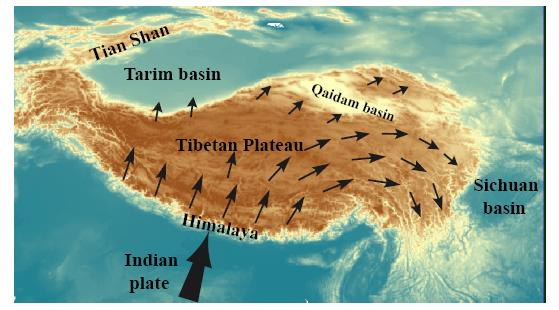 Tian Shan
Tarim basin
Qaidam basin
Tibetan Plateau
Sichuan
basin
Himalaya
Indian
plate